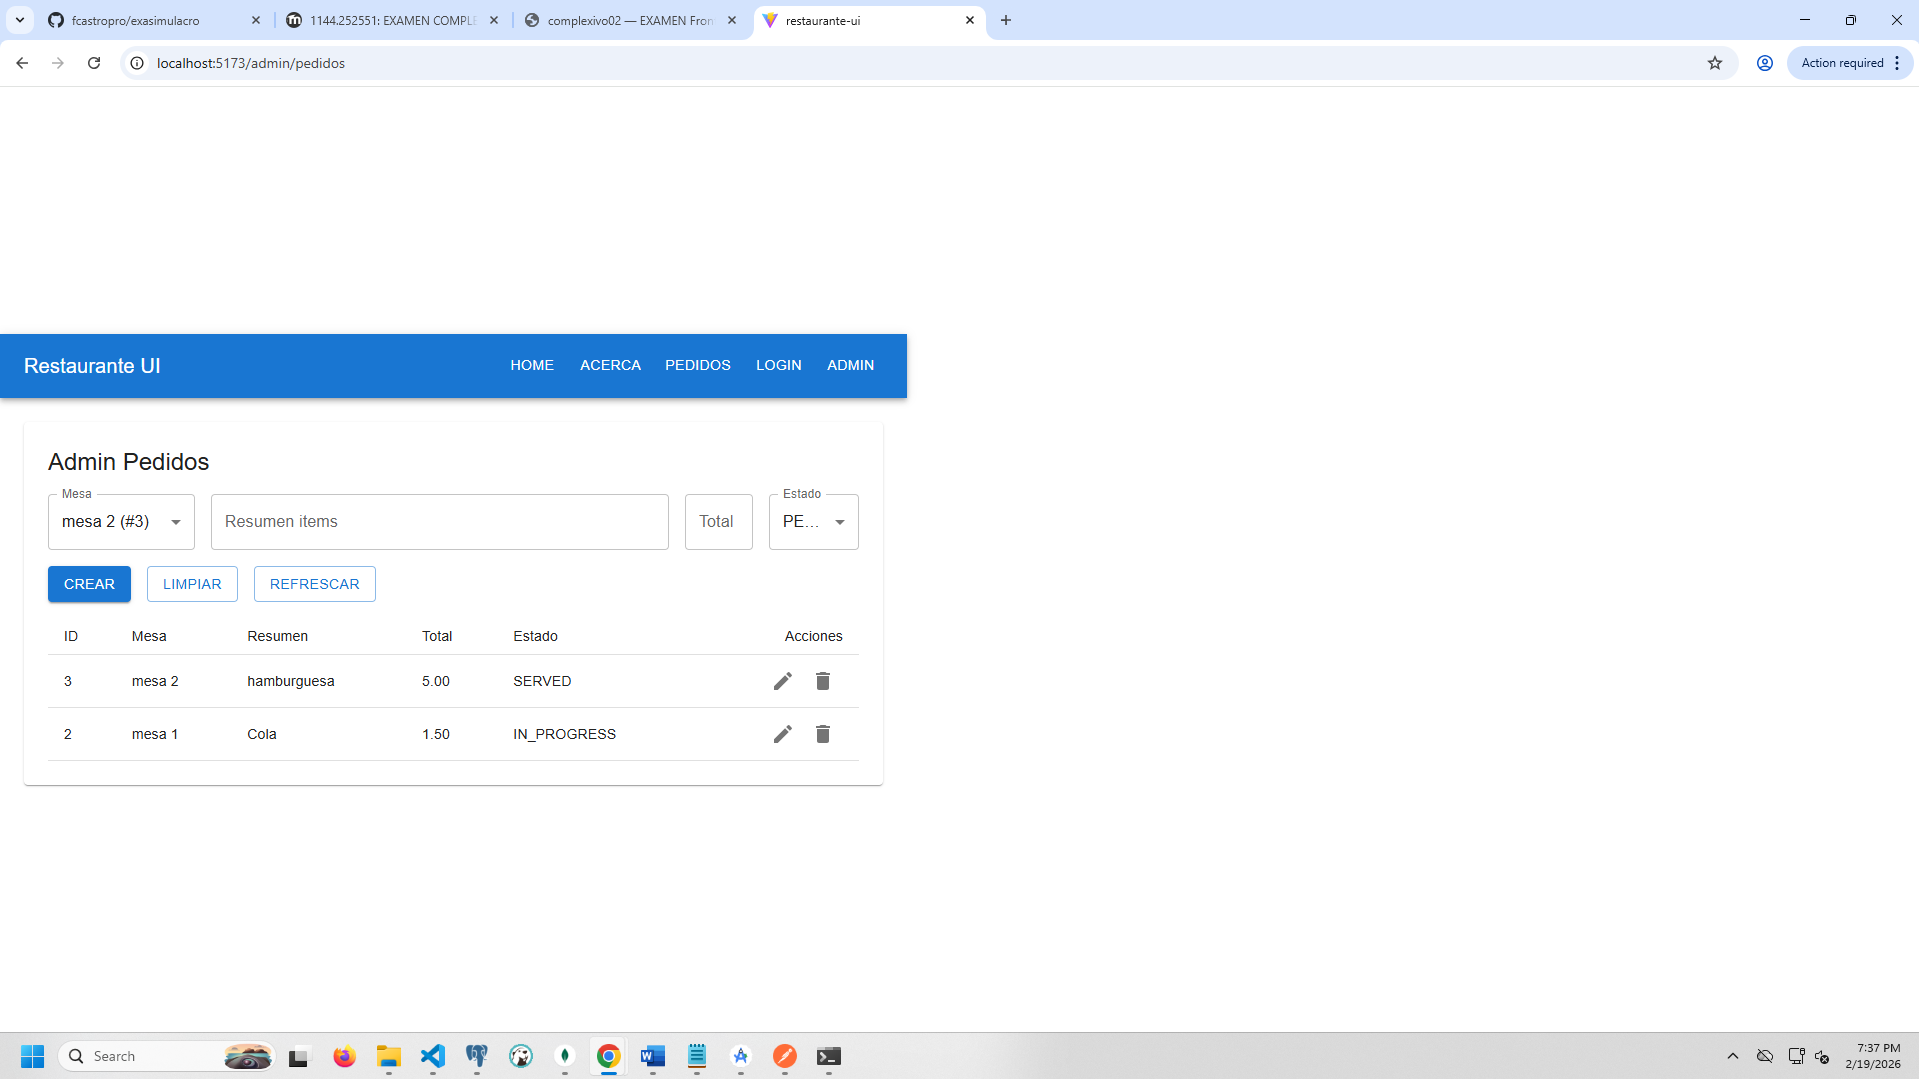 fcastropro/exasimulacro
1144.252551: EXAMEN COMPLE
complexivo02 — EXAMEN Fron
restaurante-ui
localhost:5173/admin/pedidos
Action required
Restaurante UI
HOME
ACERCA
PEDIDOS
LOGIN
ADMIN
Admin Pedidos
Mesa
mesa 2 (#3)
Resumen items
Total
Estado
PE...
CREAR
LIMPIAR
REFRESCAR
ID Mesa Resumen Total Estado Acciones
3 mesa 2 hamburguesa 5.00 SERVED
2 mesa 1 Cola 1.50 IN_PROGRESS
Search
7:37 PM
2/19/2026